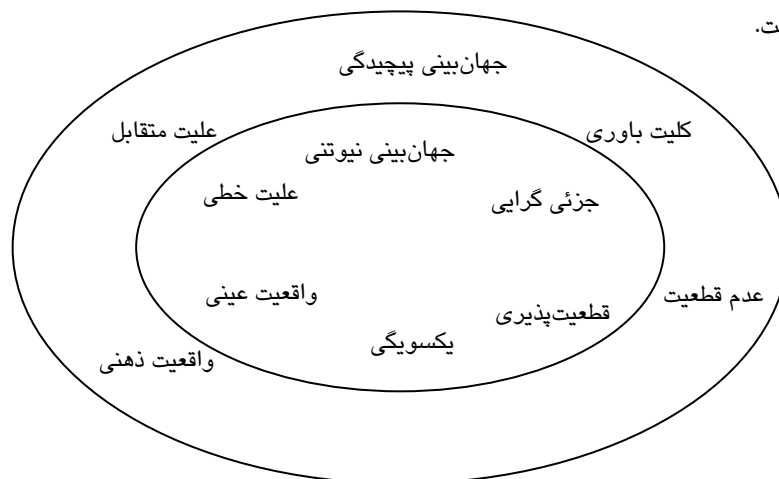 ت.
جهان‌بینی پیچیدگی
کلیت باوری
علیت متقابل
جهان‌بینی نیوتنی
جزئی گرایی
علیت خطی
عدم قطعیت
واقعیت عینی
قطعیت‌پذیری
یکسویگی
واقعیت ذهنی